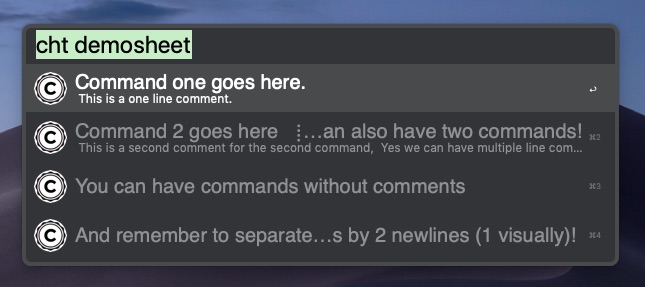 cht demosheet
Command one goes here.
This is a one line comment.
↩
Command 2 goes here ⡇…an also have two commands!
This is a second comment for the second command, Yes we can have multiple line com…
⌘2
C You can have commands without comments
⌘3
C And remember to separate…s by 2 newlines (1 visually)!
⌘4